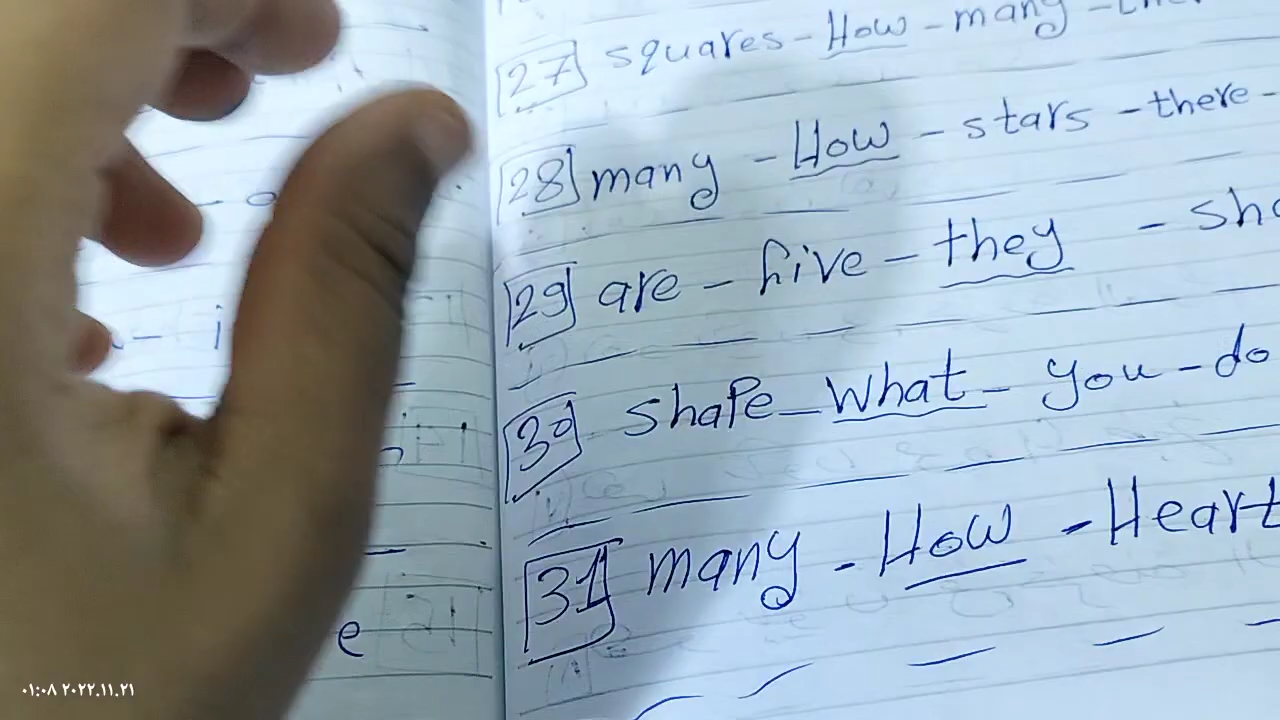 27 squares - How - many -
28 many - How - stars - there -
29 are - five - they -
30 shape - what - you - do
31 many - How - Heart
e
٠١:٠٨ ٢٠٢٢.١١.٢١